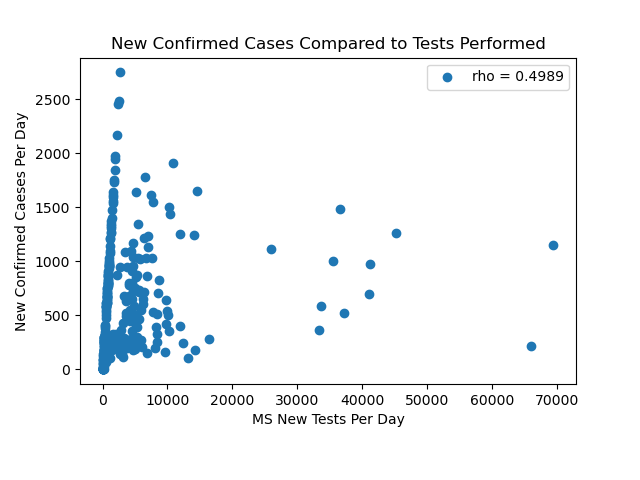 New Confirmed Cases Compared to Tests Performed
rho = 0.4989
New Confirmed Caeses Per Day
2500
2000
1500
1000
500
0
0 10000 20000 30000 40000 50000 60000 70000
MS New Tests Per Day